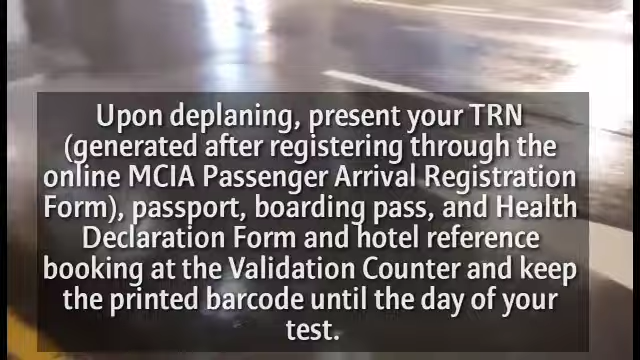 Upon deplaning, present your TRN
(generated after registering through the
online MCIA Passenger Arrival Registration
Form), passport, boarding pass, and Health
Declaration Form and hotel reference
booking at the Validation Counter and keep
the printed barcode until the day of your
test.